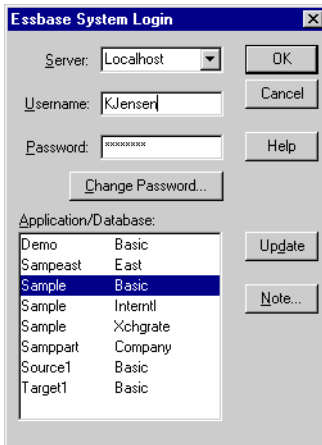 Essbase System Login
Server: Localhost OK
Username: KJensen Cancel
Password: ******** Help
Change Password...
Application/Database:
Demo Basic
Sampeast East
Sample Basic
Sample Interntl
Sample Xchgrate
Samppart Company
Source1 Basic
Target1 Basic
Update
Note...